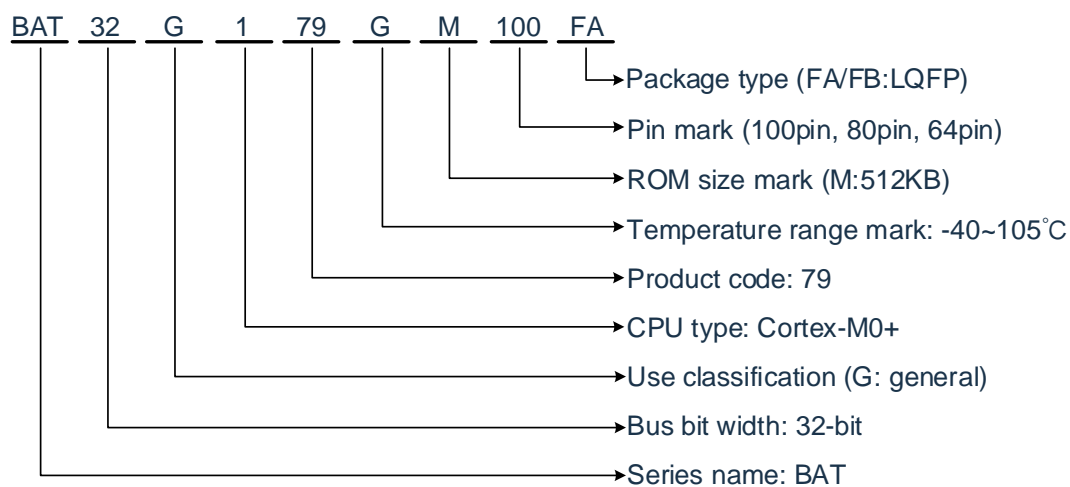 BAT 32 G 1 79 G M 100 FA
Package type (FA/FB:LQFP)
Pin mark (100pin, 80pin, 64pin)
ROM size mark (M:512KB)
Temperature range mark: -40~105℃
Product code: 79
CPU type: Cortex-M0+
Use classification (G: general)
Bus bit width: 32-bit
Series name: BAT